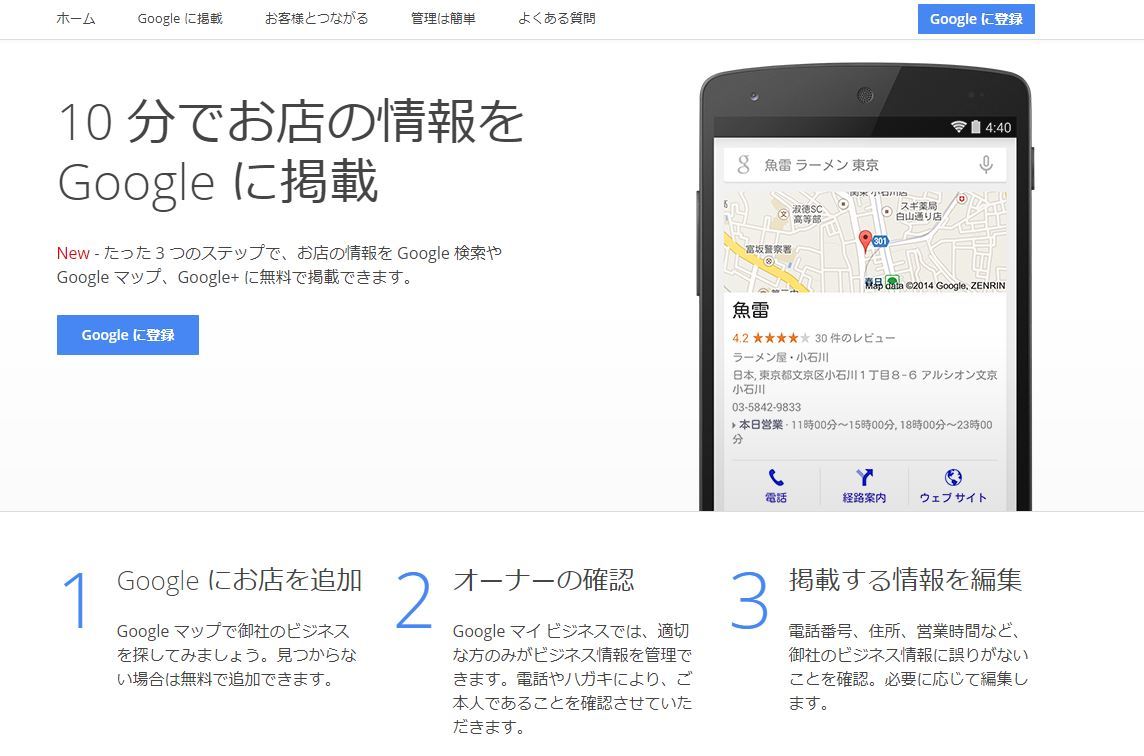 ホーム Google に掲載 お客様とつながる 管理は簡単 よくある質問 Google に登録
10 分でお店の情報を
Google に掲載
New - たった 3 つのステップで、お店の情報を Google 検索や
Google マップ、Google+ に無料で掲載できます。
Google に登録
4:40
魚雷 ラーメン 東京
関東 小石川店
淑徳SC
高等部
スギ薬局
白山通り店
301
富坂警察署
春日
Map data ©2014 Google, ZENRIN
魚雷
4.2 ★★★★★ 30 件のレビュー
ラーメン屋・小石川
日本, 東京都文京区小石川１丁目８−６ アルシオン文京
小石川
03-5842-9833
本日営業 · 11時00分～15時00分, 18時00分～23時00
分
電話 経路案内 ウェブ サイト
1 Google にお店を追加
Google マップで御社のビジネス
を探してみましょう。見つからな
い場合は無料で追加できます。
2 オーナーの確認
Google マイ ビジネスでは、適切
な方のみがビジネス情報を管理で
きます。電話やハガキにより、ご
本人であることを確認させていた
だきます。
3 掲載する情報を編集
電話番号、住所、営業時間など、
御社のビジネス情報に誤りがない
ことを確認。必要に応じて編集し
ます。